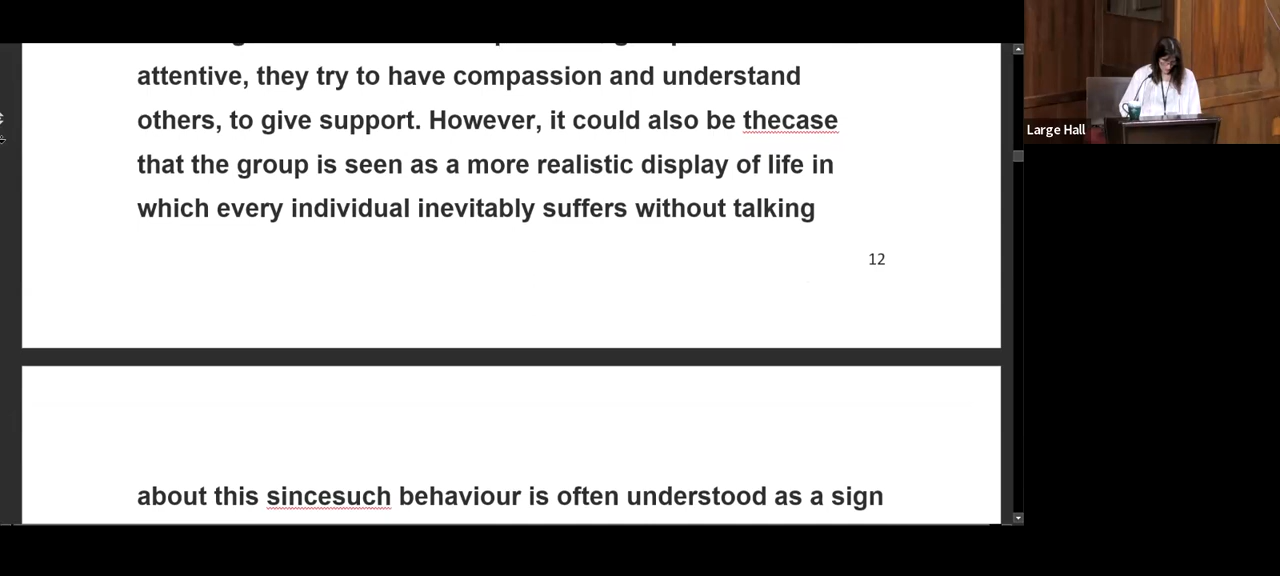 attentive, they try to have compassion and understand
others, to give support. However, it could also be thecase
that the group is seen as a more realistic display of life in
which every individual inevitably suffers without talking
12
about this sincesuch behaviour is often understood as a sign
Large Hall